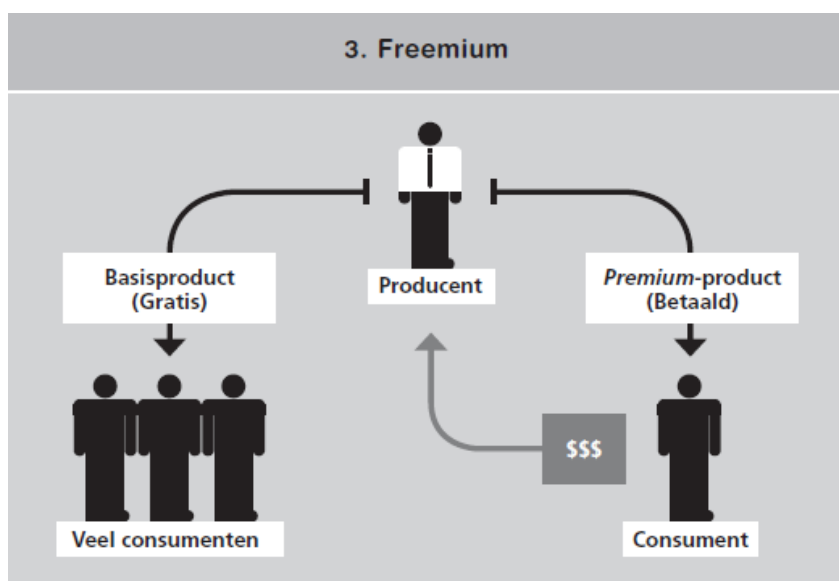 3. Freemium
Basisproduct
(Gratis)
Producent
Premium-product
(Betaald)
$$$
Veel consumenten
Consument